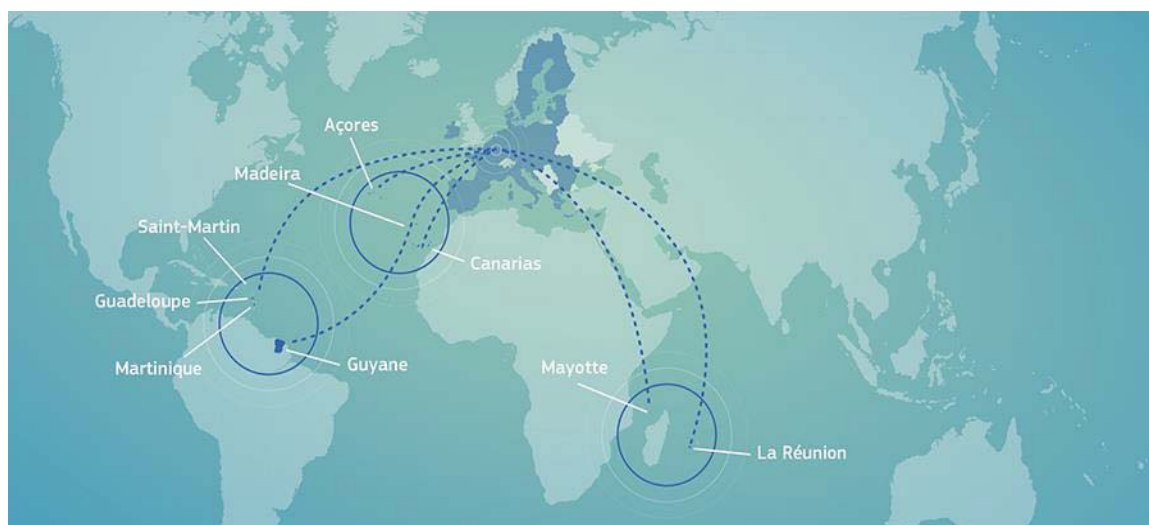 Açores
Madeira
Saint-Martin
Canarias
Guadeloupe
Martinique
Guyane
Mayotte
La Réunion